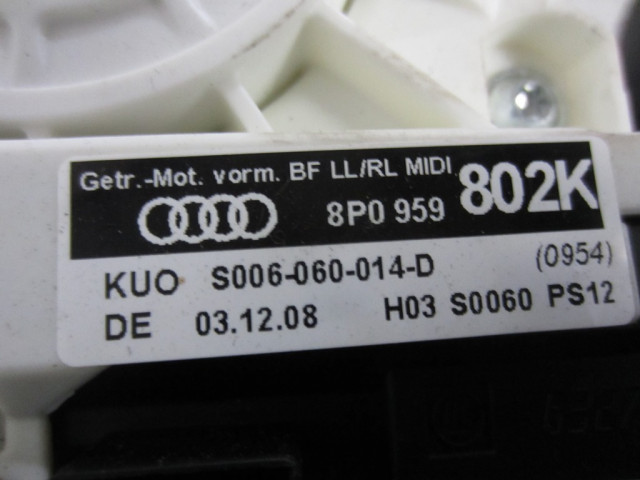 Getr.-Mot. vorm. BF LL/RL MIDI
8P0 959 802K
KUO S006-060-014-D (0954)
DE 03.12.08 H03 S0060 PS12